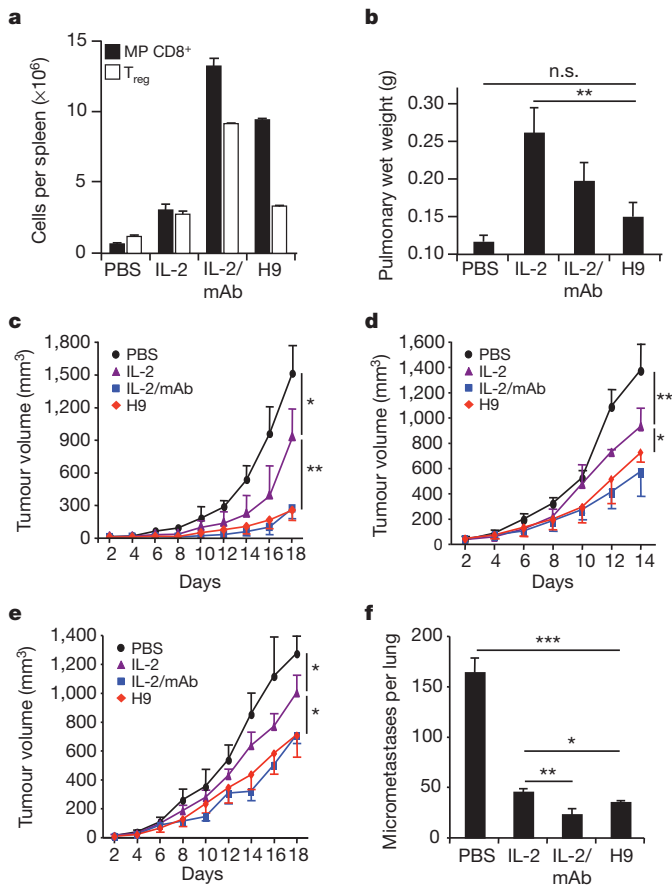 a
MP CD8+
Treg
Cells per spleen (×10⁶)
15
10
5
0
PBS
IL-2
IL-2/
mAb
H9
b
n.s.
**
Pulmonary wet weight (g)
0.30
0.25
0.20
0.15
0.10
PBS
IL-2
IL-2/
mAb
H9
c
PBS
IL-2
IL-2/mAb
H9
Tumour volume (mm³)
1,800
1,500
1,200
900
600
300
0
*
**
2 4 6 8 10 12 14 16 18
Days
d
PBS
IL-2
IL-2/mAb
H9
Tumour volume (mm³)
1,600
1,400
1,200
1,000
800
600
400
200
0
**
*
2 4 6 8 10 12 14
Days
e
PBS
IL-2
IL-2/mAb
H9
Tumour volume (mm³)
1,400
1,200
1,000
800
600
400
200
0
*
*
2 4 6 8 10 12 14 16 18
Days
f
***
*
**
Micrometastases per lung
200
150
100
50
0
PBS
IL-2
IL-2/
mAb
H9